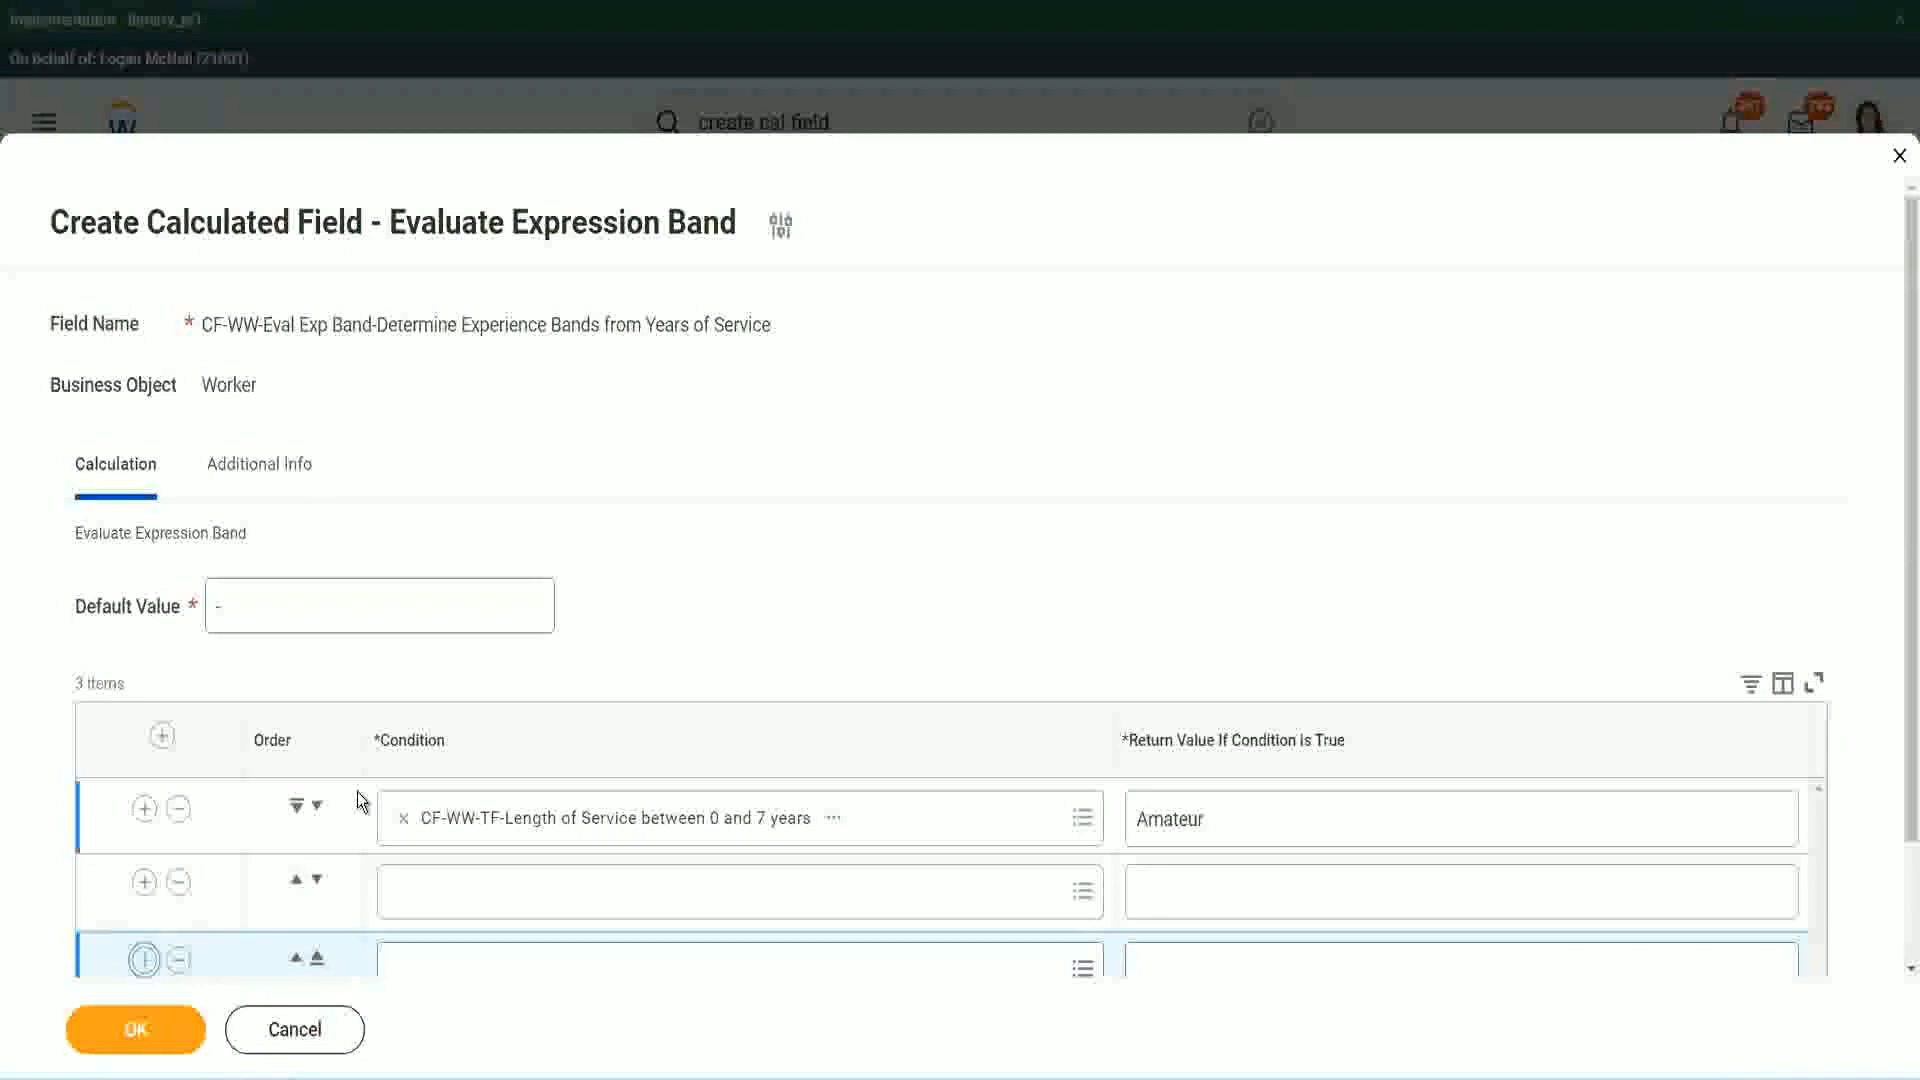 On behalf of: Logan McNeil (21001)
create cal field
Create Calculated Field - Evaluate Expression Band
Field Name * CF-WW-Eval Exp Band-Determine Experience Bands from Years of Service
Business Object Worker
Calculation Additional Info
Evaluate Expression Band
Default Value * -
3 items
Order *Condition *Return Value If Condition is True
× CF-WW-TF-Length of Service between 0 and 7 years ... Amateur
OK Cancel